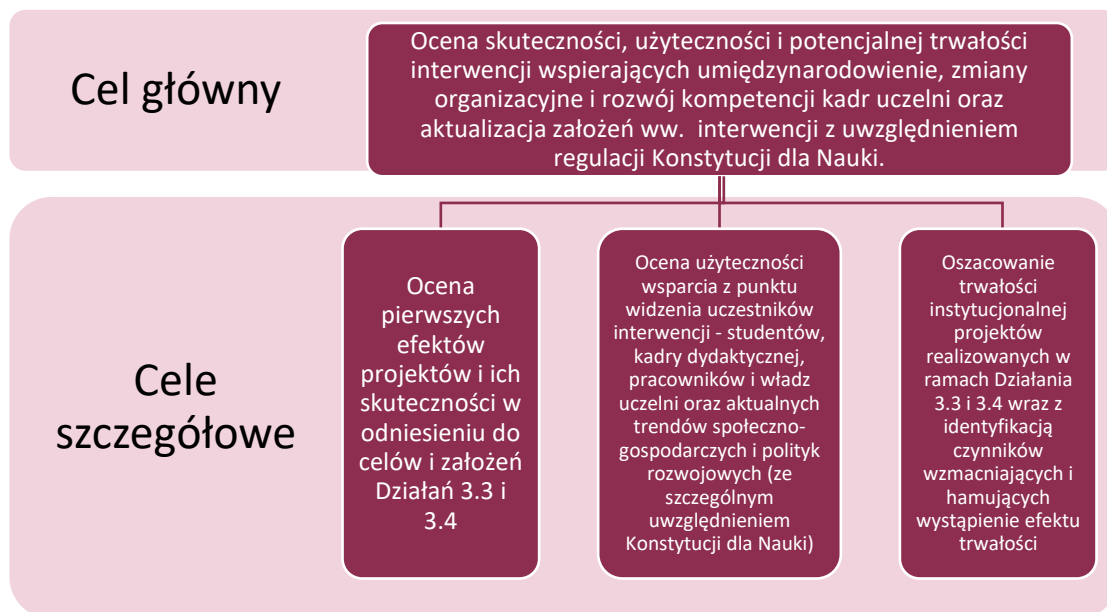 Cel główny
Ocena skuteczności, użyteczności i potencjalnej trwałości
interwencji wspierających umiędzynarodowienie, zmiany
organizacyjne i rozwój kompetencji kadr uczelni oraz
aktualizacja założeń ww. interwencji z uwzględnieniem
regulacji Konstytucji dla Nauki.
Cele
szczegółowe
Ocena
pierwszych
efektów
projektów i ich
skuteczności w
odniesieniu do
celów i założeń
Działań 3.3 i
3.4
Ocena użyteczności
wsparcia z punktu
widzenia uczestników
interwencji - studentów,
kadry dydaktycznej,
pracowników i władz
uczelni oraz aktualnych
trendów społeczno-
gospodarczych i polityk
rozwojowych (ze
szczególnym
uwzględnieniem
Konstytucji dla Nauki)
Oszacowanie
trwałości
instytucjonalnej
projektów
realizowanych w
ramach Działania
3.3 i 3.4 wraz z
identyfikacją
czynników
wzmacniających i
hamujących
wystąpienie efektu
trwałości